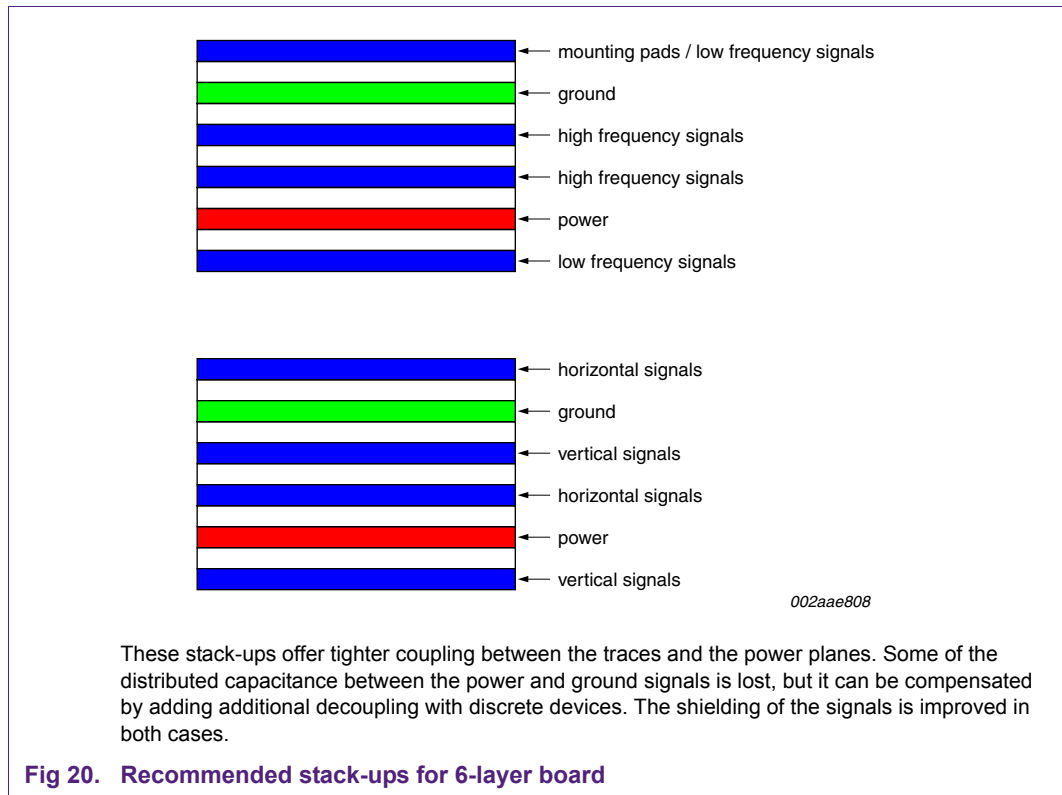 mounting pads / low frequency signals
ground
high frequency signals
high frequency signals
power
low frequency signals
horizontal signals
ground
vertical signals
horizontal signals
power
vertical signals
002aae808
These stack-ups offer tighter coupling between the traces and the power planes. Some of the
distributed capacitance between the power and ground signals is lost, but it can be compensated
by adding additional decoupling with discrete devices. The shielding of the signals is improved in
both cases.
Fig 20. Recommended stack-ups for 6-layer board